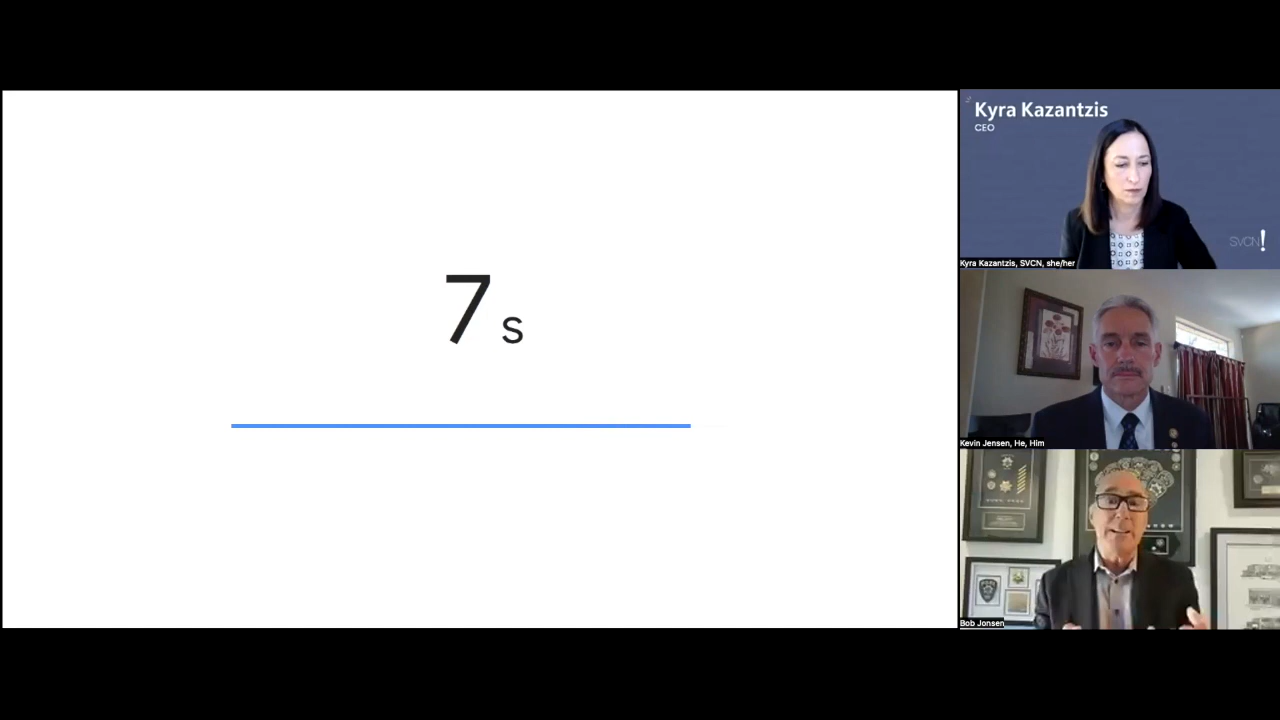 7 s
Kyra Kazantzis
CEO
SVCN!
Kyra Kazantzis, SVCN, she/her
Kevin Jensen, He, Him
Bob Jonsen